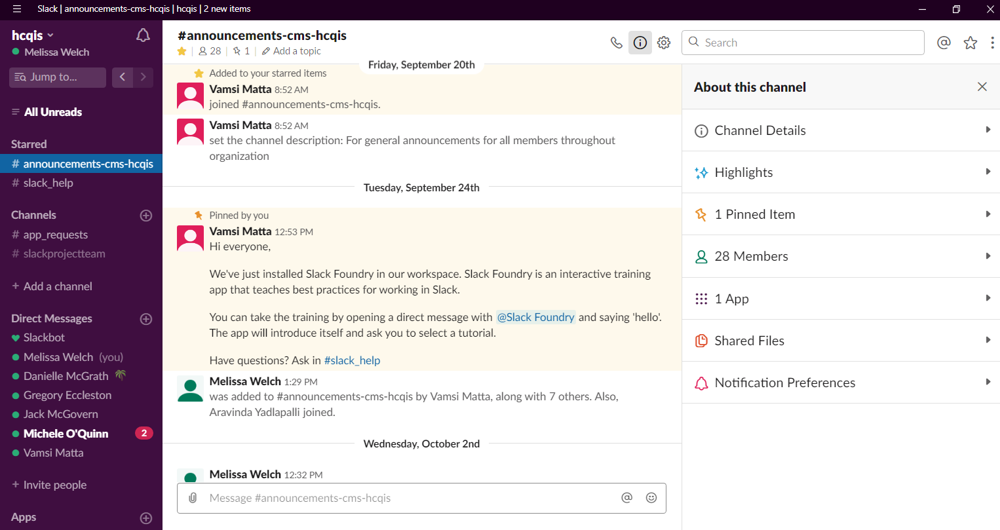 Slack | announcements-cms-hcqis | hcqis | 2 new items
hcqis
Melissa Welch
Jump to...
All Unreads
Starred
# announcements-cms-hcqis
# slack_help
Channels
# app_requests
# slackprojectteam
+ Add a channel
Direct Messages
Slackbot
Melissa Welch (you)
Danielle McGrath
Gregory Eccleston
Jack McGovern
Michele O'Quinn 2
Vamsi Matta
+ Invite people
Apps
#announcements-cms-hcqis
28 | 1 | Add a topic
Search
Friday, September 20th
Added to your starred items
Vamsi Matta 8:52 AM
joined #announcements-cms-hcqis.
Vamsi Matta 8:52 AM
set the channel description: For general announcements for all members throughout
organization
Tuesday, September 24th
Pinned by you
Vamsi Matta 12:53 PM
Hi everyone,
We've just installed Slack Foundry in our workspace. Slack Foundry is an interactive training
app that teaches best practices for working in Slack.
You can take the training by opening a direct message with @Slack Foundry and saying 'hello'.
The app will introduce itself and ask you to select a tutorial.
Have questions? Ask in #slack_help
Melissa Welch 1:29 PM
was added to #announcements-cms-hcqis by Vamsi Matta, along with 7 others. Also,
Aravinda Yadlapalli joined.
Wednesday, October 2nd
Melissa Welch 12:32 PM
Message #announcements-cms-hcqis
About this channel
Channel Details
Highlights
1 Pinned Item
28 Members
1 App
Shared Files
Notification Preferences